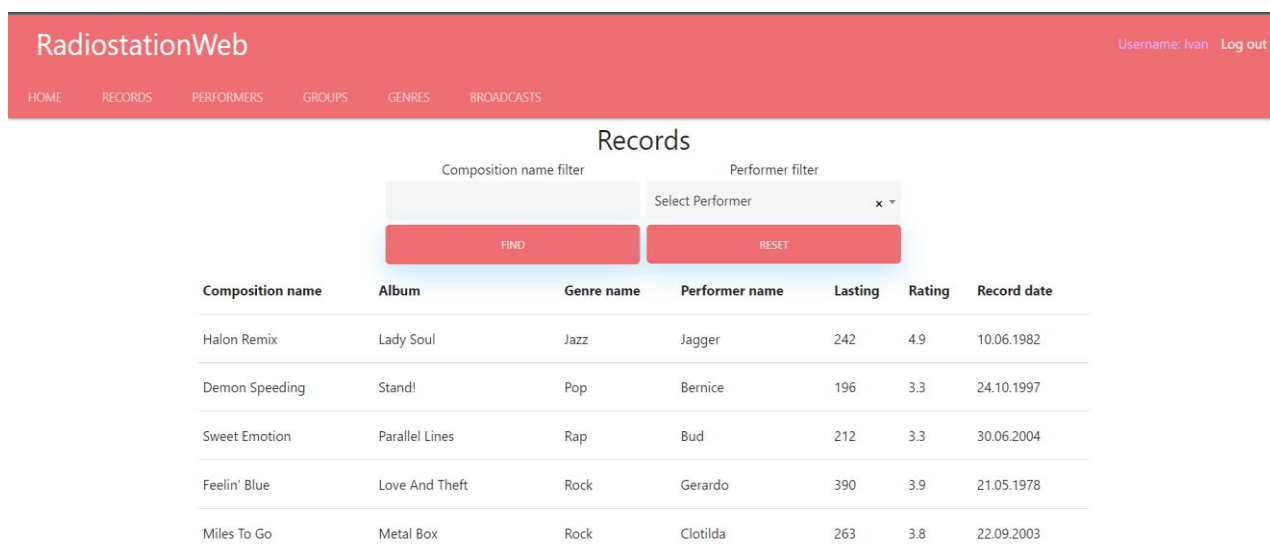 RadiostationWeb
Username: Ivan Log out
HOME RECORDS PERFORMERS GROUPS GENRES BROADCASTS
Records
Composition name filter Performer filter
Select Performer × 
FIND RESET
Composition name Album Genre name Performer name Lasting Rating Record date
Halon Remix Lady Soul Jazz Jagger 242 4.9 10.06.1982
Demon Speeding Stand! Pop Bernice 196 3.3 24.10.1997
Sweet Emotion Parallel Lines Rap Bud 212 3.3 30.06.2004
Feelin' Blue Love And Theft Rock Gerardo 390 3.9 21.05.1978
Miles To Go Metal Box Rock Clotilda 263 3.8 22.09.2003